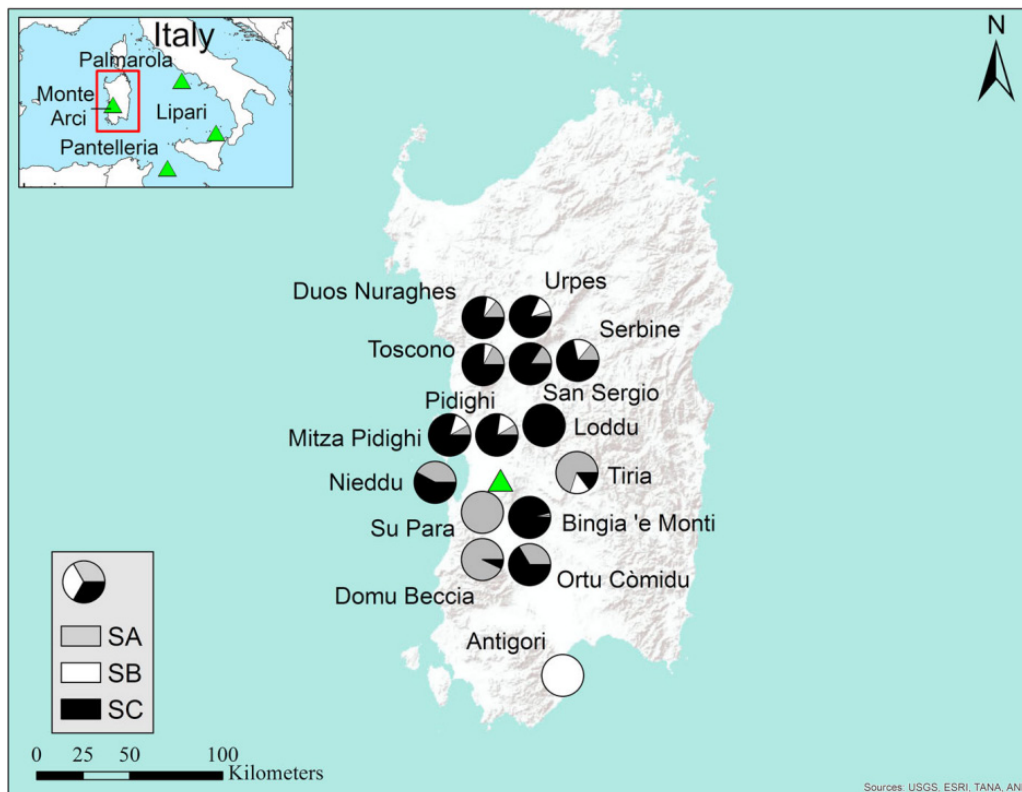 Italy
Palmarola
Monte
Arci
Lipari
Pantelleria
N
Urpes
Duos Nuraghes
Serbine
Toscono
San Sergio
Pidighi
Loddu
Mitza Pidighi
Nieddu
Tiria
Su Para
Bingia 'e Monti
Domu Beccia
Ortu Còmidu
Antigori
SA
SB
SC
0 25 50 100
Kilometers
Sources: USGS, ESRI, TANA, AN